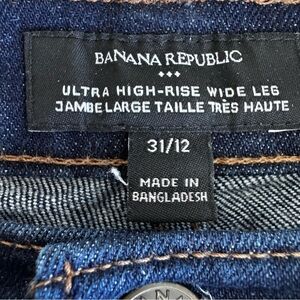 BANANA REPUBLIC
ULTRA HIGH-RISE WIDE LEG
JAMBE LARGE TAILLE TRÈS HAUTE
31/12
MADE IN
BANGLADESH